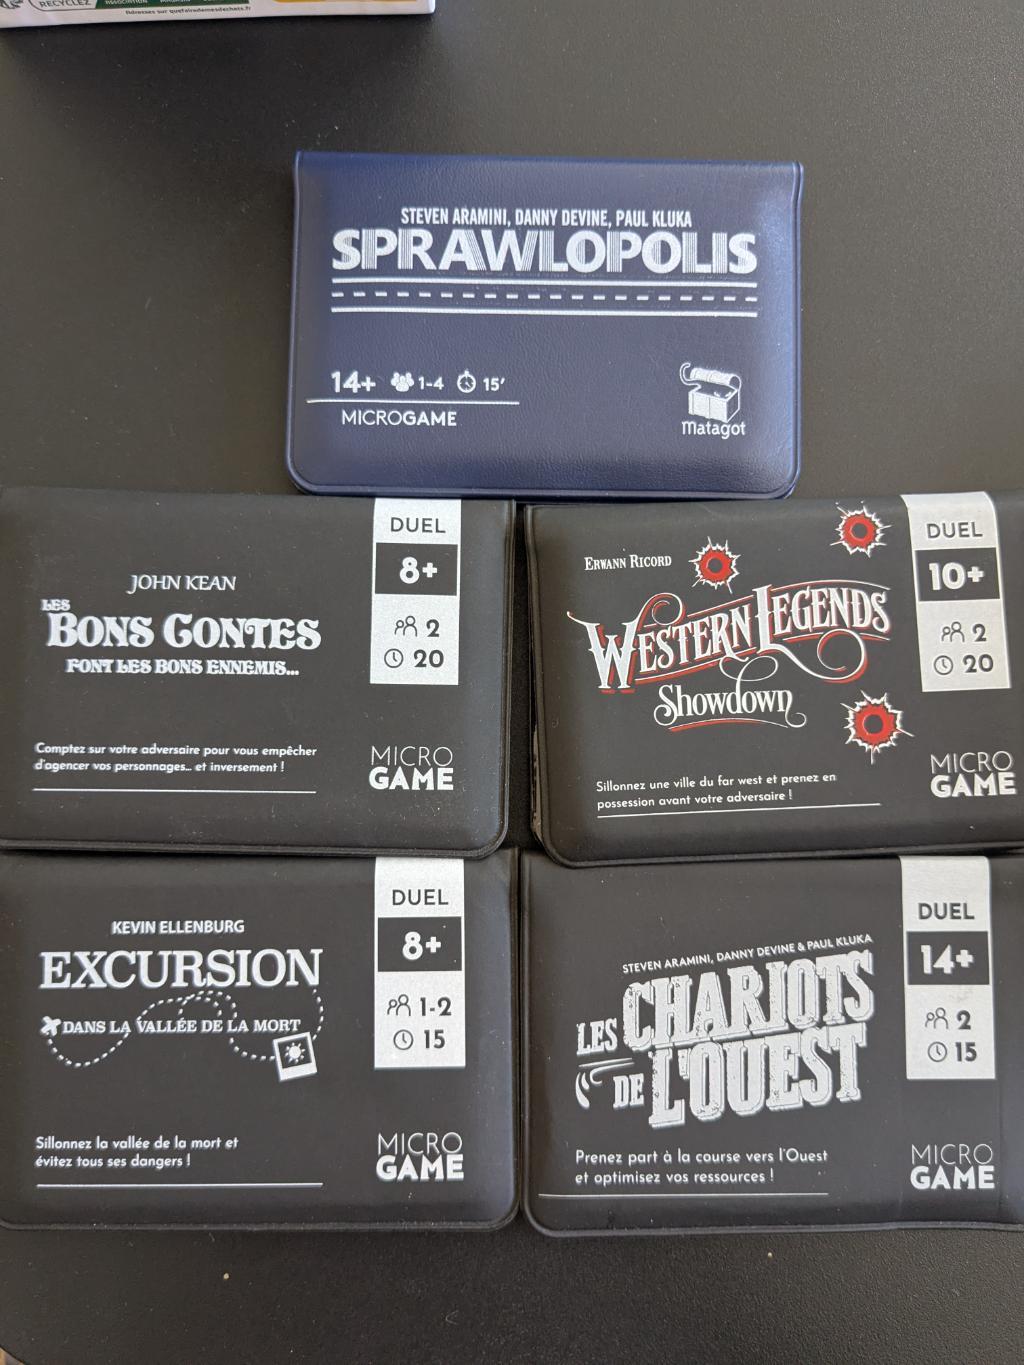 RECYCLEZ
ASSOCIATION
Adresses sur quefairedemesdechets.fr
STEVEN ARAMINI, DANNY DEVINE, PAUL KLUKA
SPRAWLOPOLIS
14+ 1-4 15'
MICROGAME
Matagot
JOHN KEAN
LES
BONS CONTES
FONT LES BONS ENNEMIS...
Comptez sur votre adversaire pour vous empêcher
d'agencer vos personnages... et inversement !
DUEL
8+
2
20
MICRO
GAME
ERWANN RICORD
WESTERN LEGENDS
Showdown
Sillonnez une ville du far west et prenez en
possession avant votre adversaire !
DUEL
10+
2
20
MICRO
GAME
KEVIN ELLENBURG
EXCURSION
DANS LA VALLÉE DE LA MORT
Sillonnez la vallée de la mort et
évitez tous ses dangers !
DUEL
8+
1-2
15
MICRO
GAME
STEVEN ARAMINI, DANNY DEVINE & PAUL KLUKA
LES CHARIOTS
DE L'OUEST
Prenez part à la course vers l'Ouest
et optimisez vos ressources !
DUEL
14+
2
15
MICRO
GAME